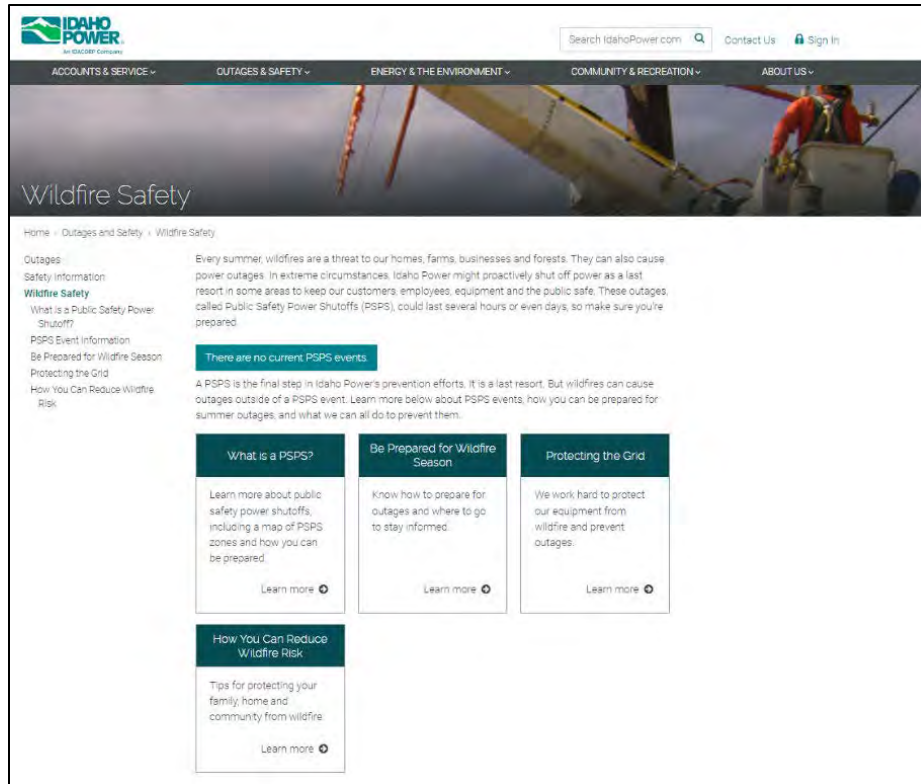 IDAHO
POWER®
An IDACORP Company
Search IdahoPower.com
Contact Us
Sign In
ACCOUNTS & SERVICE
OUTAGES & SAFETY
ENERGY & THE ENVIRONMENT
COMMUNITY & RECREATION
ABOUT US
Wildfire Safety
Home › Outages and Safety › Wildfire Safety
Outages
Safety Information
Wildfire Safety
What is a Public Safety Power
Shutoff?
PSPS Event Information
Be Prepared for Wildfire Season
Protecting the Grid
How You Can Reduce Wildfire
Risk
Every summer, wildfires are a threat to our homes, farms, businesses and forests. They can also cause
power outages. In extreme circumstances, Idaho Power might proactively shut off power as a last
resort in some areas to keep our customers, employees, equipment and the public safe. These outages,
called Public Safety Power Shutoffs (PSPS), could last several hours or even days, so make sure you're
prepared.
There are no current PSPS events.
A PSPS is the final step in Idaho Power's prevention efforts. It is a last resort. But wildfires can cause
outages outside of a PSPS event. Learn more below about PSPS events, how you can be prepared for
summer outages, and what we can all do to prevent them.
What is a PSPS?
Learn more about public
safety power shutoffs,
including a map of PSPS
zones and how you can
be prepared.
Learn more
Be Prepared for Wildfire
Season
Know how to prepare for
outages and where to go
to stay informed.
Learn more
Protecting the Grid
We work hard to protect
our equipment from
wildfire and prevent
outages.
Learn more
How You Can Reduce
Wildfire Risk
Tips for protecting your
family, home and
community from wildfire.
Learn more